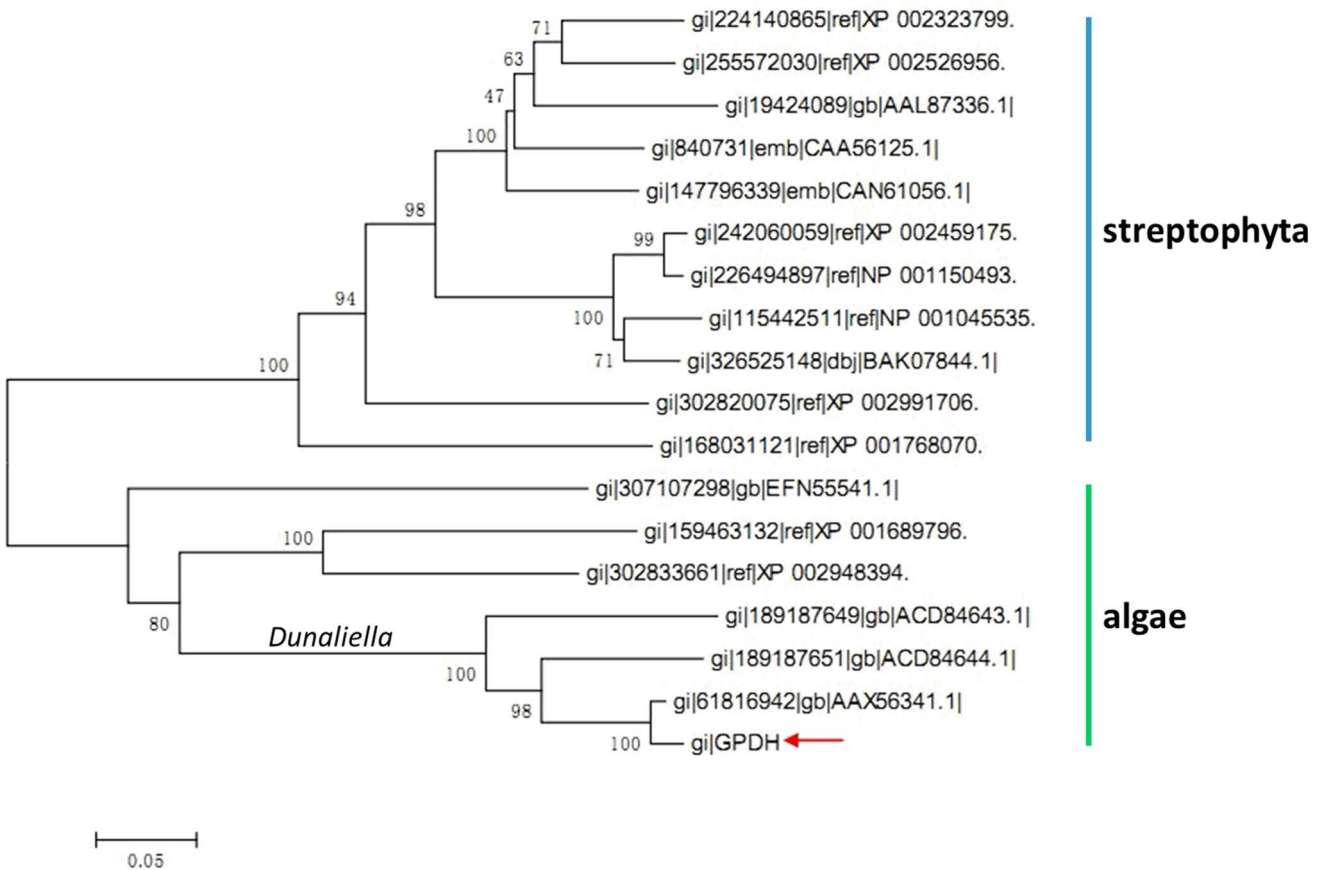 71
gi|224140865|ref|XP 002323799.
63
gi|255572030|ref|XP 002526956.
47
gi|19424089|gb|AAL87336.1|
100
gi|840731|emb|CAA56125.1|
gi|147796339|emb|CAN61056.1|
98
99
gi|242060059|ref|XP 002459175.
streptophyta
gi|226494897|ref|NP 001150493.
94
100
gi|115442511|ref|NP 001045535.
71
gi|326525148|dbj|BAK07844.1|
100
gi|302820075|ref|XP 002991706.
gi|168031121|ref|XP 001768070.
gi|307107298|gb|EFN55541.1|
100
gi|159463132|ref|XP 001689796.
gi|302833661|ref|XP 002948394.
80
Dunaliella
gi|189187649|gb|ACD84643.1|
algae
100
gi|189187651|gb|ACD84644.1|
98
gi|61816942|gb|AAX56341.1|
100
gi|GPDH
0.05